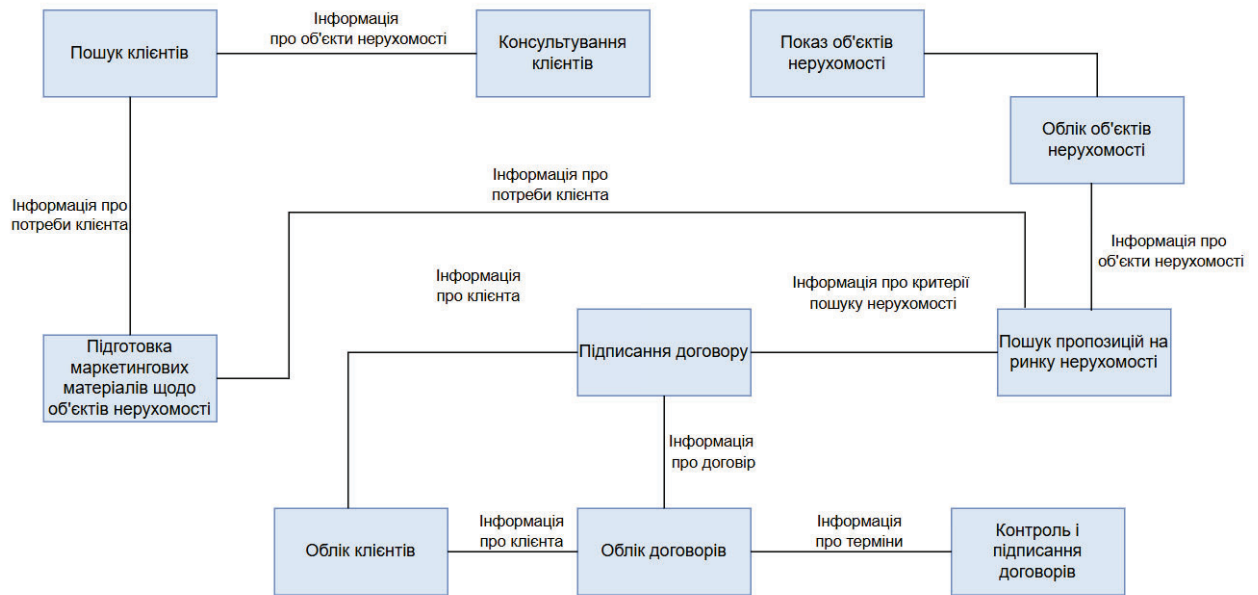 Пошук клієнтів
Інформація
про об'єкти нерухомості
Консультування
клієнтів
Показ об'єктів
нерухомості
Облік об'єктів
нерухомості
Інформація про
потреби клієнта
Інформація про
потреби клієнта
Інформація про
об'єкти нерухомості
Інформація
про клієнта
Інформація про критерії
пошуку нерухомості
Підготовка
маркетингових
матеріалів щодо
об'єктів нерухомості
Підписання договору
Пошук пропозицій на
ринку нерухомості
Інформація
про договір
Облік клієнтів
Інформація
про клієнта
Облік договорів
Інформація
про терміни
Контроль і
підписання
договорів